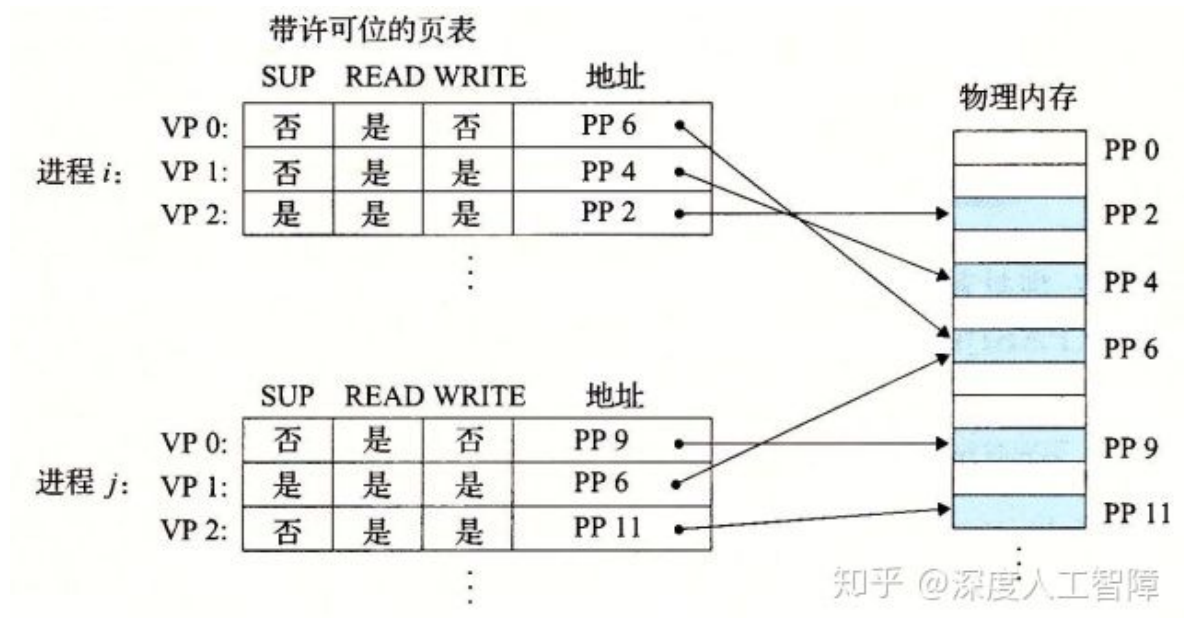 带许可位的页表
SUP READ WRITE 地址
物理内存
VP 0: 否 是 否 PP 6
进程 i: VP 1: 否 是 是 PP 4
VP 2: 是 是 是 PP 2
PP 0
PP 2
PP 4
PP 6
PP 9
PP 11
SUP READ WRITE 地址
VP 0: 否 是 否 PP 9
进程 j: VP 1: 是 是 是 PP 6
VP 2: 否 是 是 PP 11
知乎 @深度人工智障